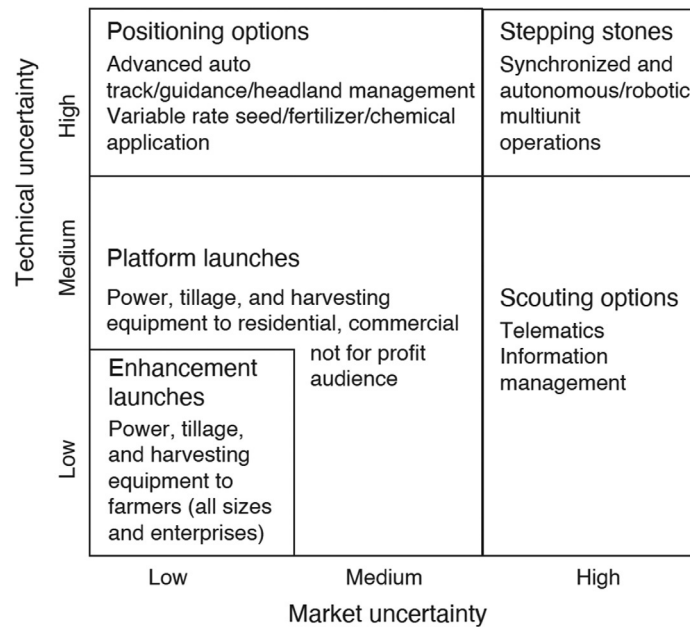 Technical uncertainty
High
Medium
Low
Positioning options
Advanced auto
track/guidance/headland management
Variable rate seed/fertilizer/chemical
application
Stepping stones
Synchronized and
autonomous/robotic
multiunit
operations
Platform launches
Power, tillage, and harvesting
equipment to residential, commercial
not for profit
audience
Enhancement
launches
Power, tillage,
and harvesting
equipment to
farmers (all sizes
and enterprises)
Scouting options
Telematics
Information
management
Low
Medium
High
Market uncertainty